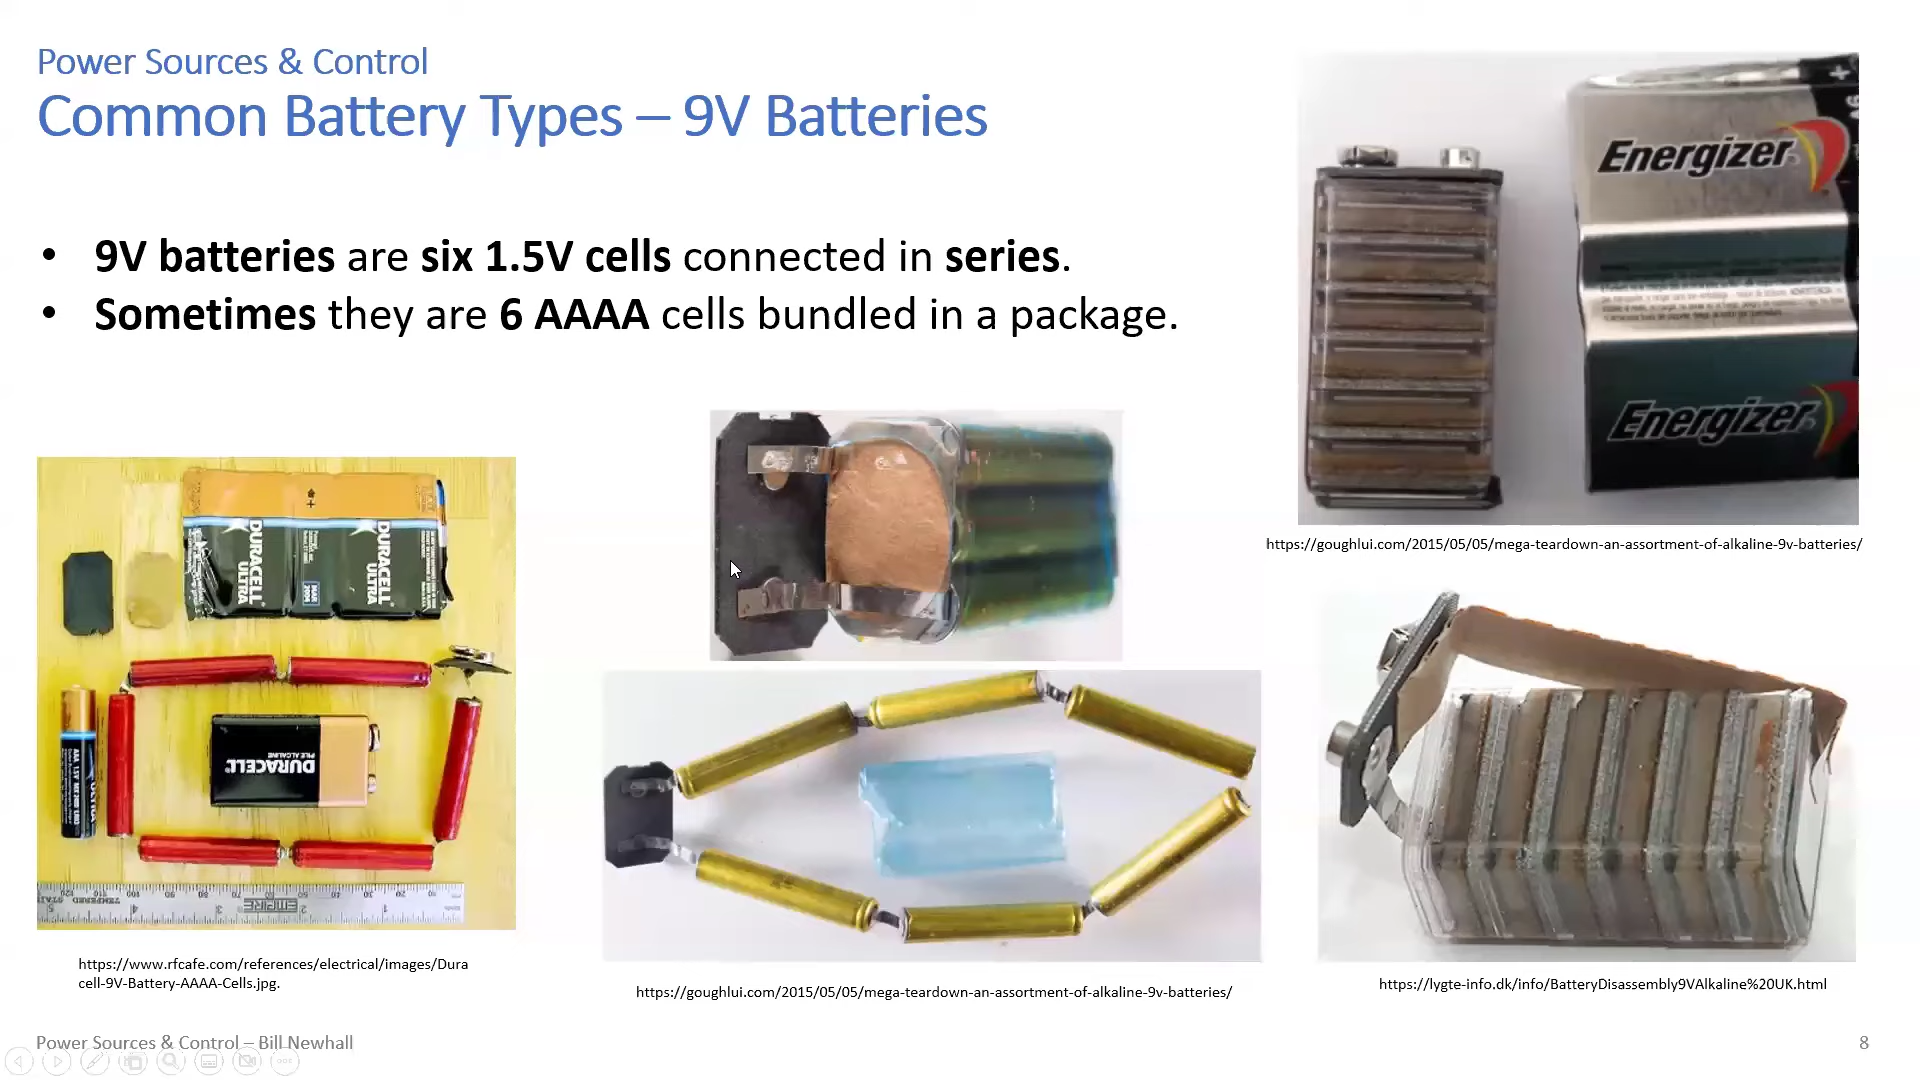 Power Sources & Control
Common Battery Types – 9V Batteries
• 9V batteries are six 1.5V cells connected in series.
• Sometimes they are 6 AAAA cells bundled in a package.
Energizer
Energizer
https://goughlui.com/2015/05/05/mega-teardown-an-assortment-of-alkaline-9v-batteries/
DURACELL
ULTRA
DURACELL
ULTRA
DURACELL
PILE ALCALINE
EMPIRE
TEMPERED
https://www.rfcafe.com/references/electrical/images/Dura
cell-9V-Battery-AAAA-Cells.jpg.
https://goughlui.com/2015/05/05/mega-teardown-an-assortment-of-alkaline-9v-batteries/
https://lygte-info.dk/info/BatteryDisassembly9VAlkaline%20UK.html
Power Sources & Control – Bill Newhall
8